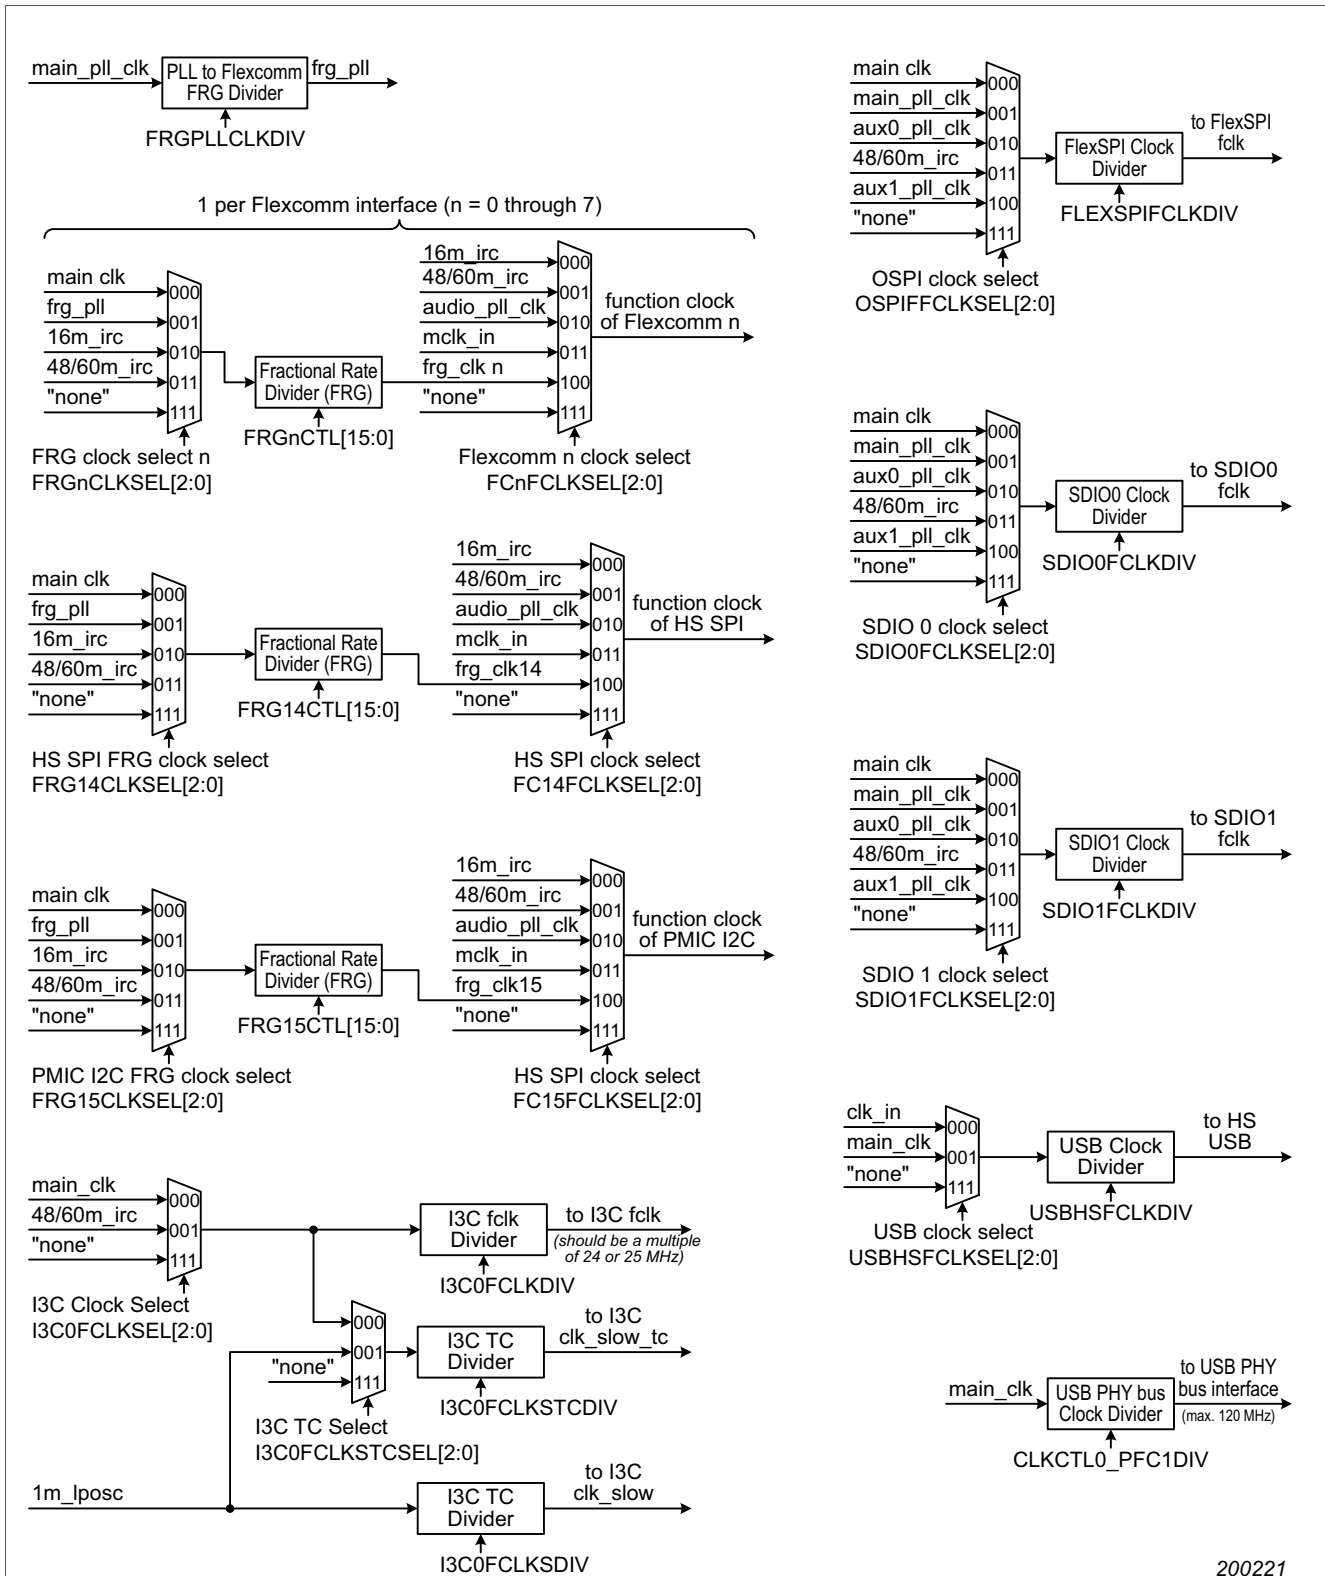 main_pll_clk
PLL to Flexcomm
FRG Divider
frg_pll
FRGPLLCLKDIV
1 per Flexcomm interface (n = 0 through 7)
main clk
frg_pll
16m_irc
48/60m_irc
"none"
000
001
010
011
111
FRG clock select n
FRGnCLKSEL[2:0]
Fractional Rate
Divider (FRG)
FRGnCTL[15:0]
16m_irc
48/60m_irc
audio_pll_clk
mclk_in
frg_clk n
"none"
000
001
010
011
100
111
function clock
of Flexcomm n
Flexcomm n clock select
FCnFCLKSEL[2:0]
main clk
frg_pll
16m_irc
48/60m_irc
"none"
000
001
010
011
111
HS SPI FRG clock select
FRG14CLKSEL[2:0]
Fractional Rate
Divider (FRG)
FRG14CTL[15:0]
16m_irc
48/60m_irc
audio_pll_clk
mclk_in
frg_clk14
"none"
000
001
010
011
100
111
function clock
of HS SPI
HS SPI clock select
FC14FCLKSEL[2:0]
main clk
frg_pll
16m_irc
48/60m_irc
"none"
000
001
010
011
111
PMIC I2C FRG clock select
FRG15CLKSEL[2:0]
Fractional Rate
Divider (FRG)
FRG15CTL[15:0]
16m_irc
48/60m_irc
audio_pll_clk
mclk_in
frg_clk15
"none"
000
001
010
011
100
111
function clock
of PMIC I2C
HS SPI clock select
FC15FCLKSEL[2:0]
main_clk
48/60m_irc
"none"
000
001
111
I3C Clock Select
I3C0FCLKSEL[2:0]
I3C fclk
Divider
I3C0FCLKDIV
to I3C fclk
(should be a multiple
of 24 or 25 MHz)
"none"
000
001
111
I3C TC Select
I3C0FCLKSTCSEL[2:0]
I3C TC
Divider
I3C0FCLKSTCDIV
to I3C
clk_slow_tc
1m_lposc
I3C TC
Divider
I3C0FCLKSDIV
to I3C
clk_slow
main clk
main_pll_clk
aux0_pll_clk
48/60m_irc
aux1_pll_clk
"none"
000
001
010
011
100
111
OSPI clock select
OSPIFFCLKSEL[2:0]
FlexSPI Clock
Divider
FLEXSPIFCLKDIV
to FlexSPI
fclk
main clk
main_pll_clk
aux0_pll_clk
48/60m_irc
aux1_pll_clk
"none"
000
001
010
011
100
111
SDIO 0 clock select
SDIO0FCLKSEL[2:0]
SDIO0 Clock
Divider
SDIO0FCLKDIV
to SDIO0
fclk
main clk
main_pll_clk
aux0_pll_clk
48/60m_irc
aux1_pll_clk
"none"
000
001
010
011
100
111
SDIO 1 clock select
SDIO1FCLKSEL[2:0]
SDIO1 Clock
Divider
SDIO1FCLKDIV
to SDIO1
fclk
clk_in
main_clk
"none"
000
001
111
USB clock select
USBHSFCLKSEL[2:0]
USB Clock
Divider
USBHSFCLKDIV
to HS
USB
main_clk
USB PHY bus
Clock Divider
CLKCTL0_PFC1DIV
to USB PHY
bus interface
(max. 120 MHz)
200221